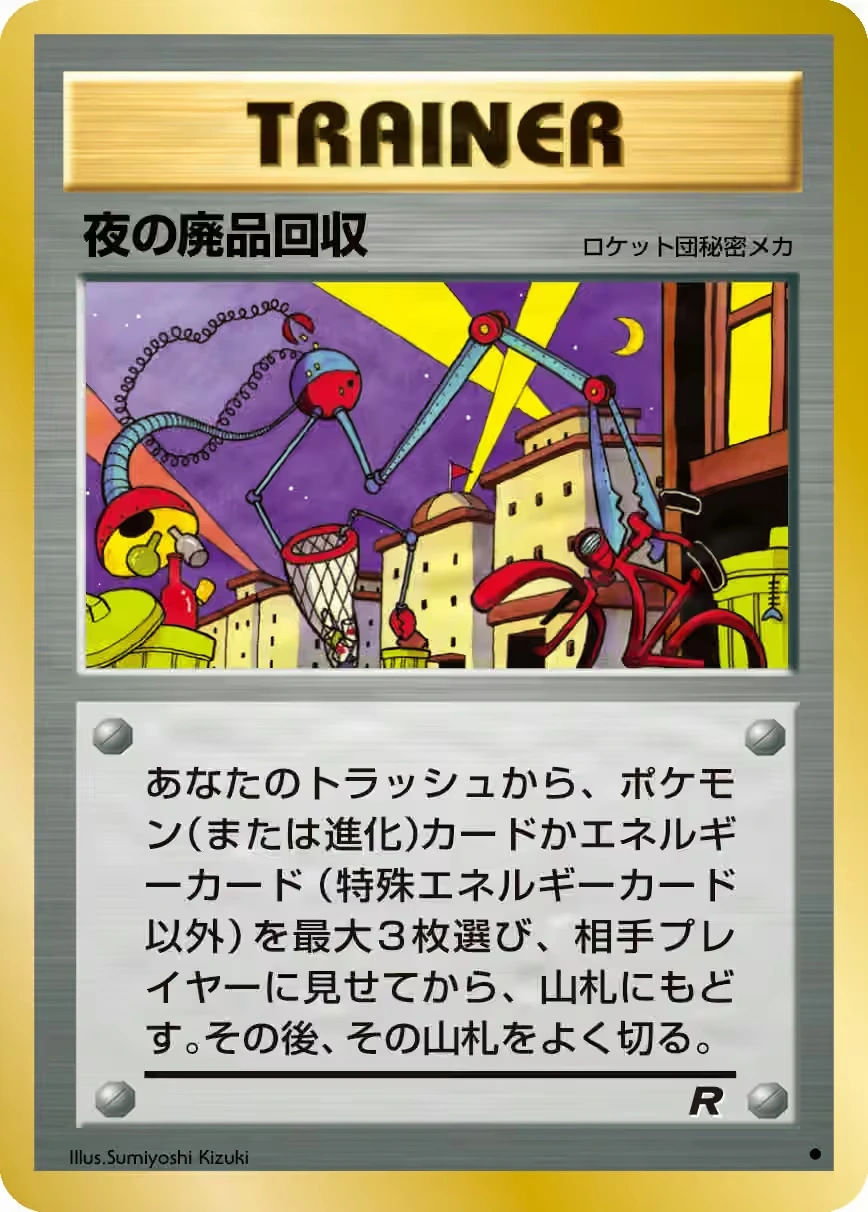 TRAINER
夜の廃品回収
ロケット団秘密メカ
あなたのトラッシュから、ポケモ
ン(または進化)カードかエネルギ
ーカード(特殊エネルギーカード
以外)を最大3枚選び、相手プレ
イヤーに見せてから、山札にもど
す。その後、その山札をよく切る。
R
Illus.Sumiyoshi Kizuki